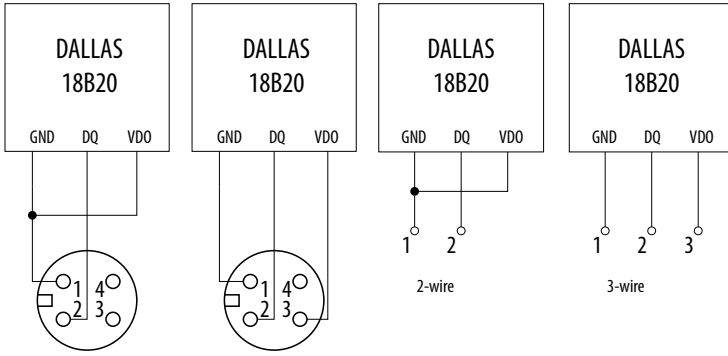 DALLAS
18B20
GND DQ VDO
1 4
2 3
DALLAS
18B20
GND DQ VDO
1 4
2 3
DALLAS
18B20
GND DQ VDO
1 2
2-wire
DALLAS
18B20
GND DQ VDO
1 2 3
3-wire